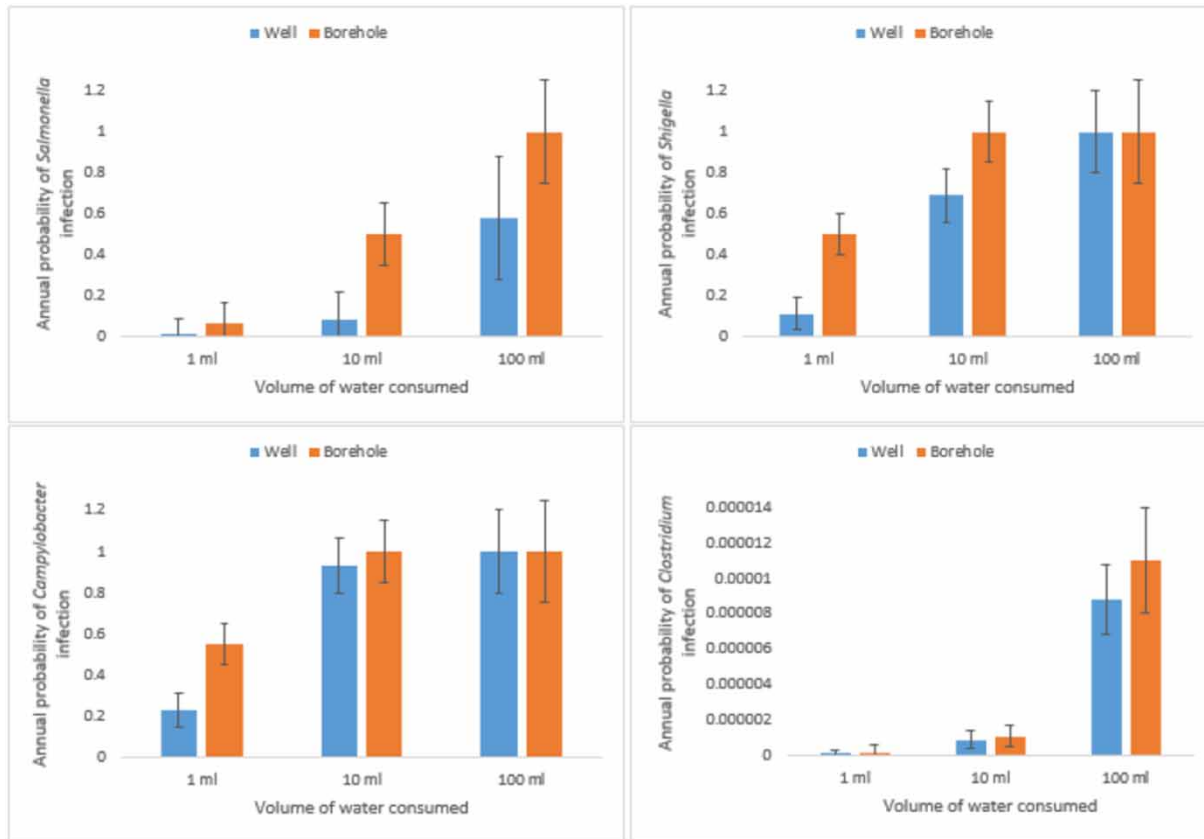 Well Borehole
Annual probability of Salmonella
infection
1.2
1
0.8
0.6
0.4
0.2
0
1 ml 10 ml 100 ml
Volume of water consumed
Well Borehole
Annual probability of Shigella
infection
1.2
1
0.8
0.6
0.4
0.2
0
1 ml 10 ml 100 ml
Volume of water consumed
Well Borehole
Annual probability of Campylobacter
infection
1.2
1
0.8
0.6
0.4
0.2
0
1 ml 10 ml 100 ml
Volume of water consumed
Well Borehole
Annual probability of Clostridium
infection
0.000014
0.000012
0.00001
0.000008
0.000006
0.000004
0.000002
0
1 ml 10 ml 100 ml
Volume of water consumed